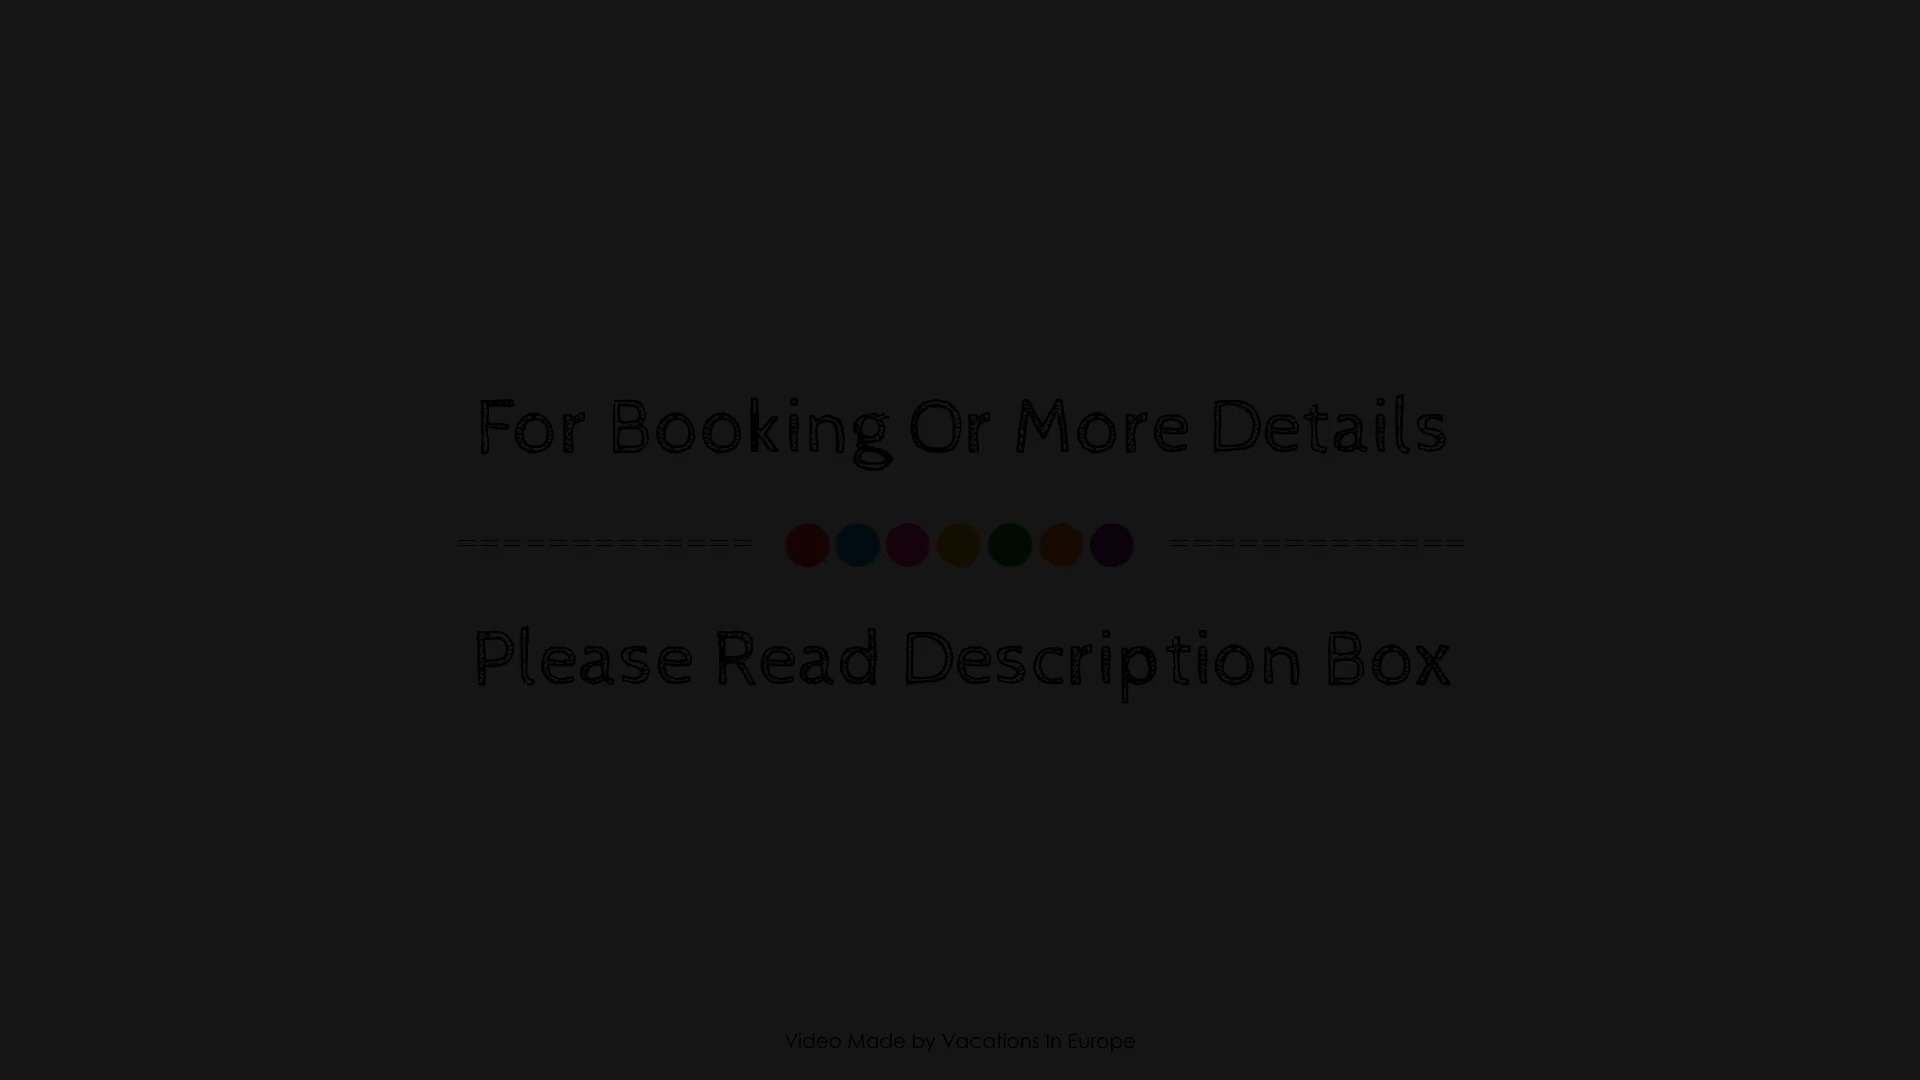 For Booking Or More Details
============= =============
Please Read Description Box
Video Made by Vacations In Europe